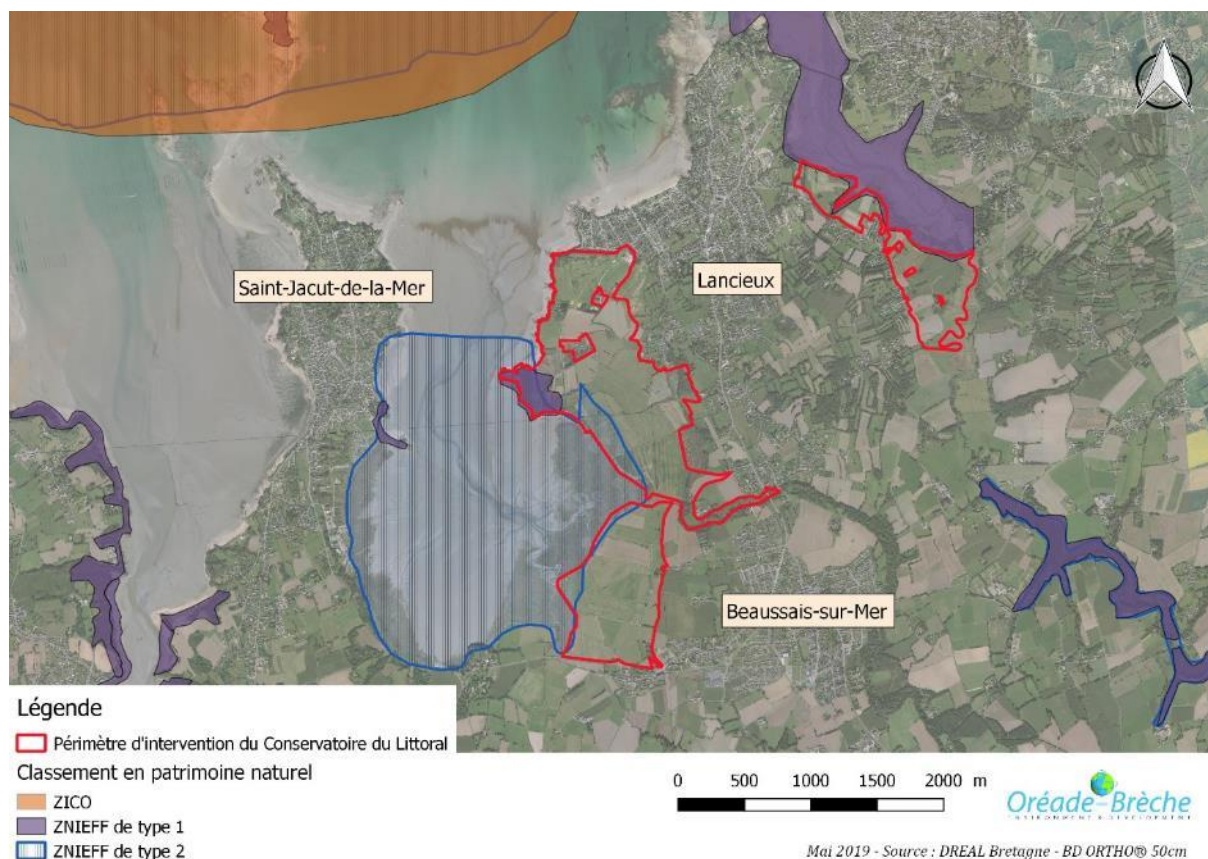 Saint-Jacut-de-la-Mer
Lancieux
Beaussais-sur-Mer
Légende
Périmètre d'intervention du Conservatoire du Littoral
Classement en patrimoine naturel
ZICO
ZNIEFF de type 1
ZNIEFF de type 2
0 500 1000 1500 2000 m
Oréade-Brèche
ENVIRONNEMENT & DÉVELOPPEMENT
Mai 2019 - Source : DREAL Bretagne - BD ORTHO® 50cm